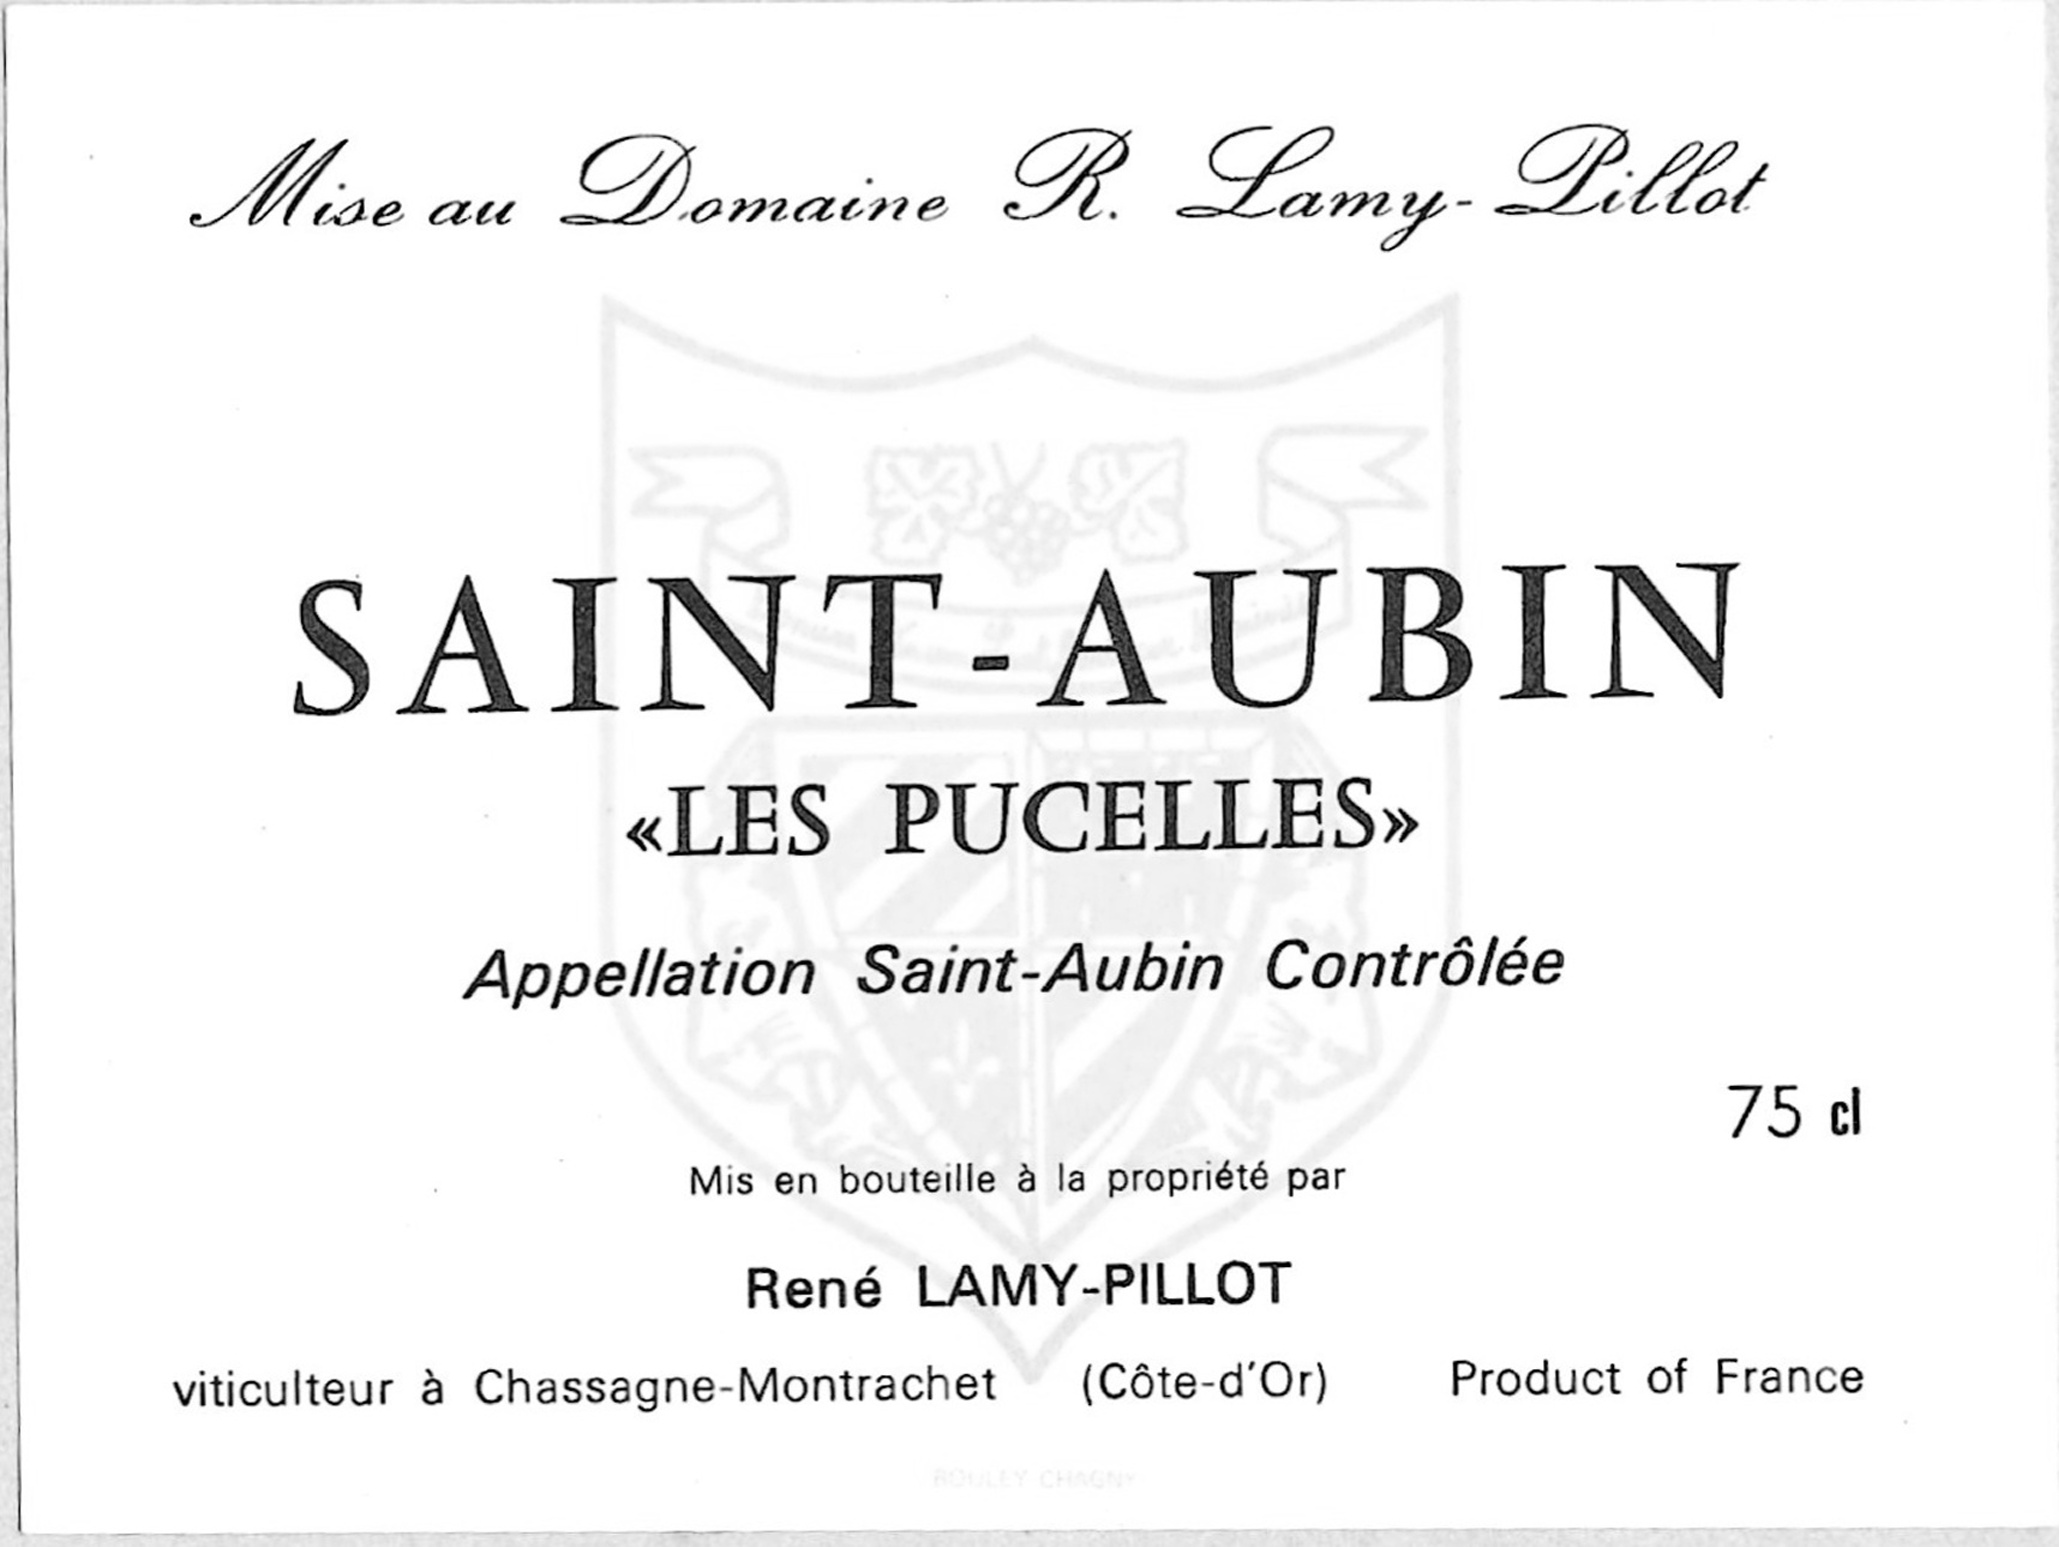 Mise au Domaine R. Lamy-Pillot
SAINT-AUBIN
«LES PUCELLES»
Appellation Saint-Aubin Contrôlée
75 cl
Mis en bouteille à la propriété par
René LAMY-PILLOT
viticulteur à Chassagne-Montrachet (Côte-d'Or) Product of France
ROULEY CHAGNY